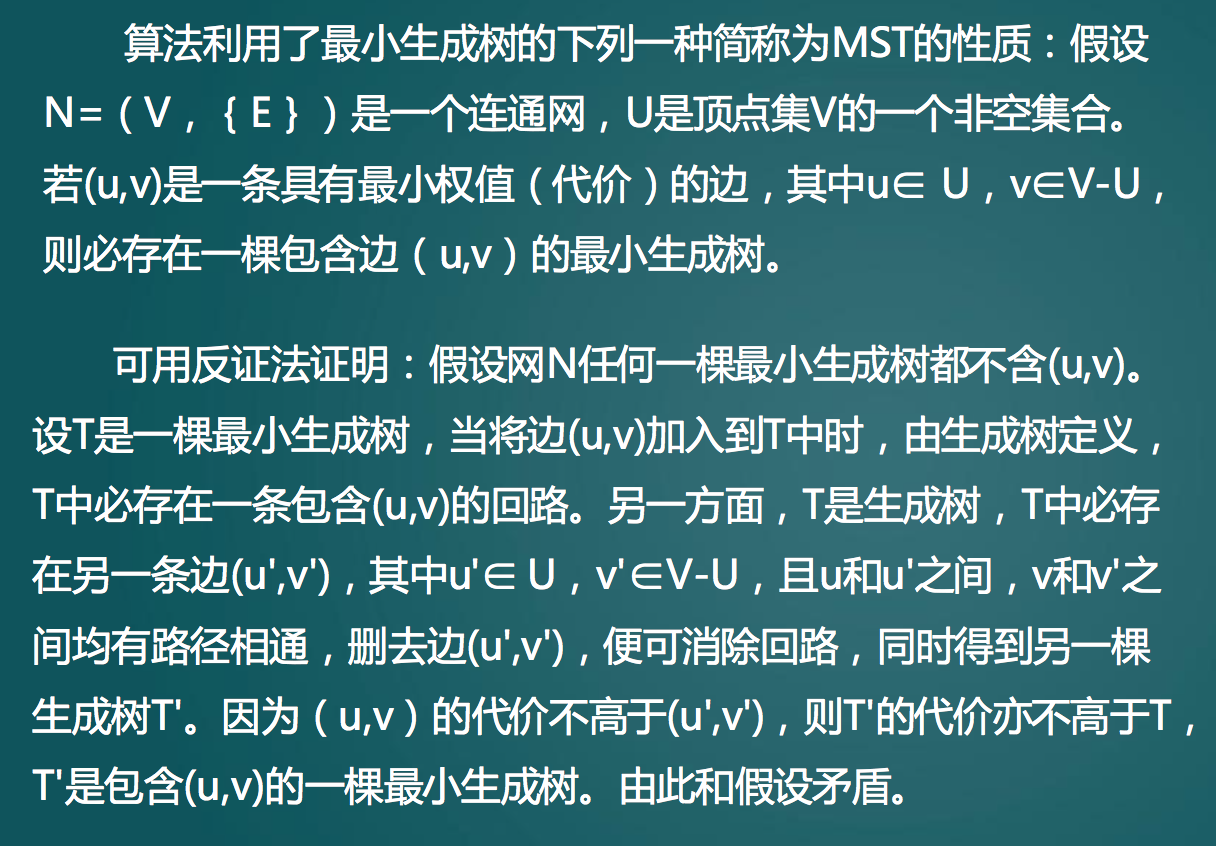 算法利用了最小生成树的下列一种简称为MST的性质：假设
N=（V，｛E｝）是一个连通网，U是顶点集V的一个非空集合。
若(u,v)是一条具有最小权值（代价）的边，其中u∈ U，v∈V-U，
则必存在一棵包含边（u,v）的最小生成树。
可用反证法证明：假设网N任何一棵最小生成树都不含(u,v)。
设T是一棵最小生成树，当将边(u,v)加入到T中时，由生成树定义，
T中必存在一条包含(u,v)的回路。另一方面，T是生成树，T中必存
在另一条边(u',v')，其中u'∈ U，v'∈V-U，且u和u'之间，v和v'之
间均有路径相通，删去边(u',v')，便可消除回路，同时得到另一棵
生成树T'。因为（u,v）的代价不高于(u',v')，则T'的代价亦不高于T，
T'是包含(u,v)的一棵最小生成树。由此和假设矛盾。